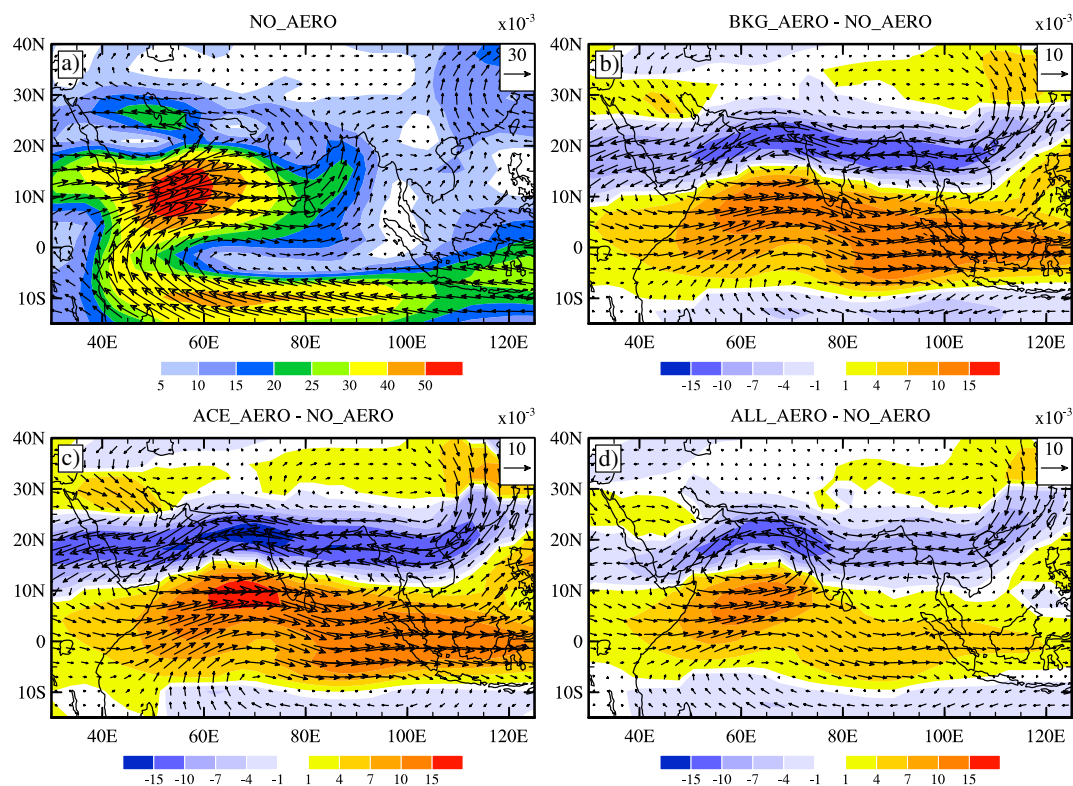 NO_AERO
x10⁻³
BKG_AERO - NO_AERO
x10⁻³
40N
a)
30
40N
b)
10
30N
30N
20N
20N
10N
10N
0
0
10S
10S
40E 60E 80E 100E 120E
40E 60E 80E 100E 120E
5 10 15 20 25 30 40 50
-15 -10 -7 -4 -1 1 4 7 10 15
ACE_AERO - NO_AERO
x10⁻³
ALL_AERO - NO_AERO
x10⁻³
40N
c)
10
40N
d)
10
30N
30N
20N
20N
10N
10N
0
0
10S
10S
40E 60E 80E 100E 120E
40E 60E 80E 100E 120E
-15 -10 -7 -4 -1 1 4 7 10 15
-15 -10 -7 -4 -1 1 4 7 10 15